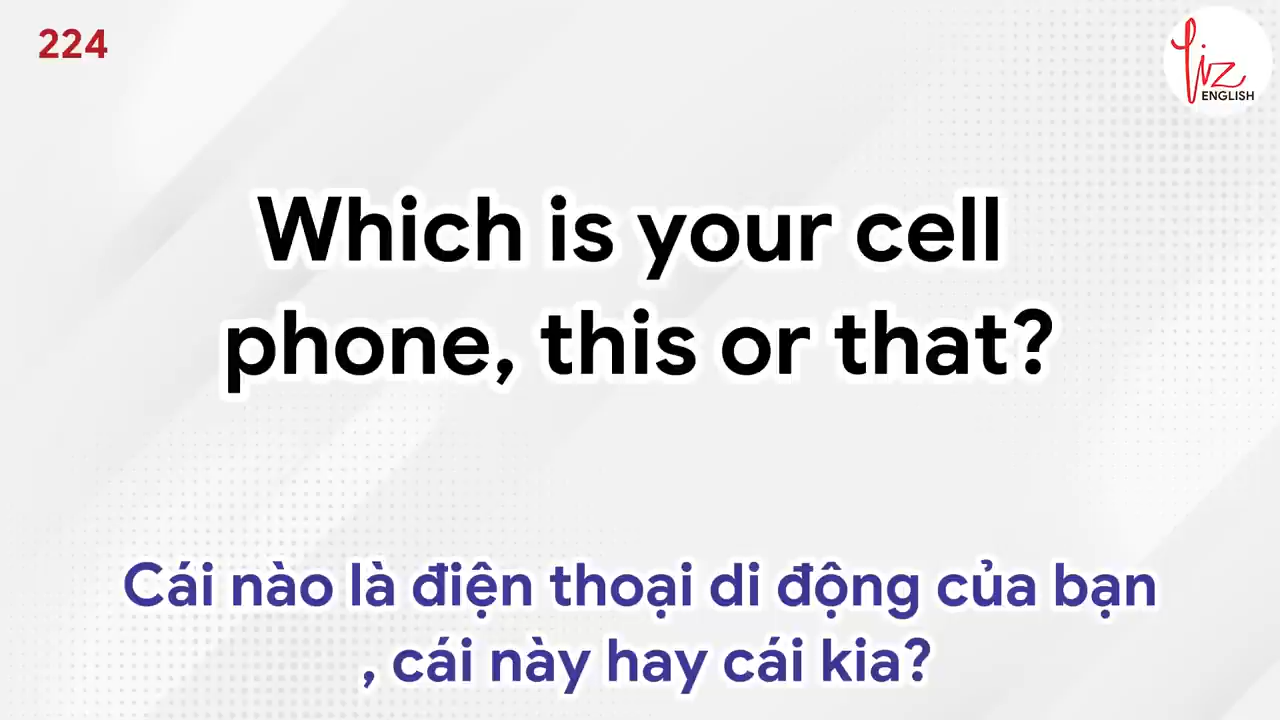 224
Liz
ENGLISH
Which is your cell
phone, this or that?
Cái nào là điện thoại di động của bạn
, cái này hay cái kia?